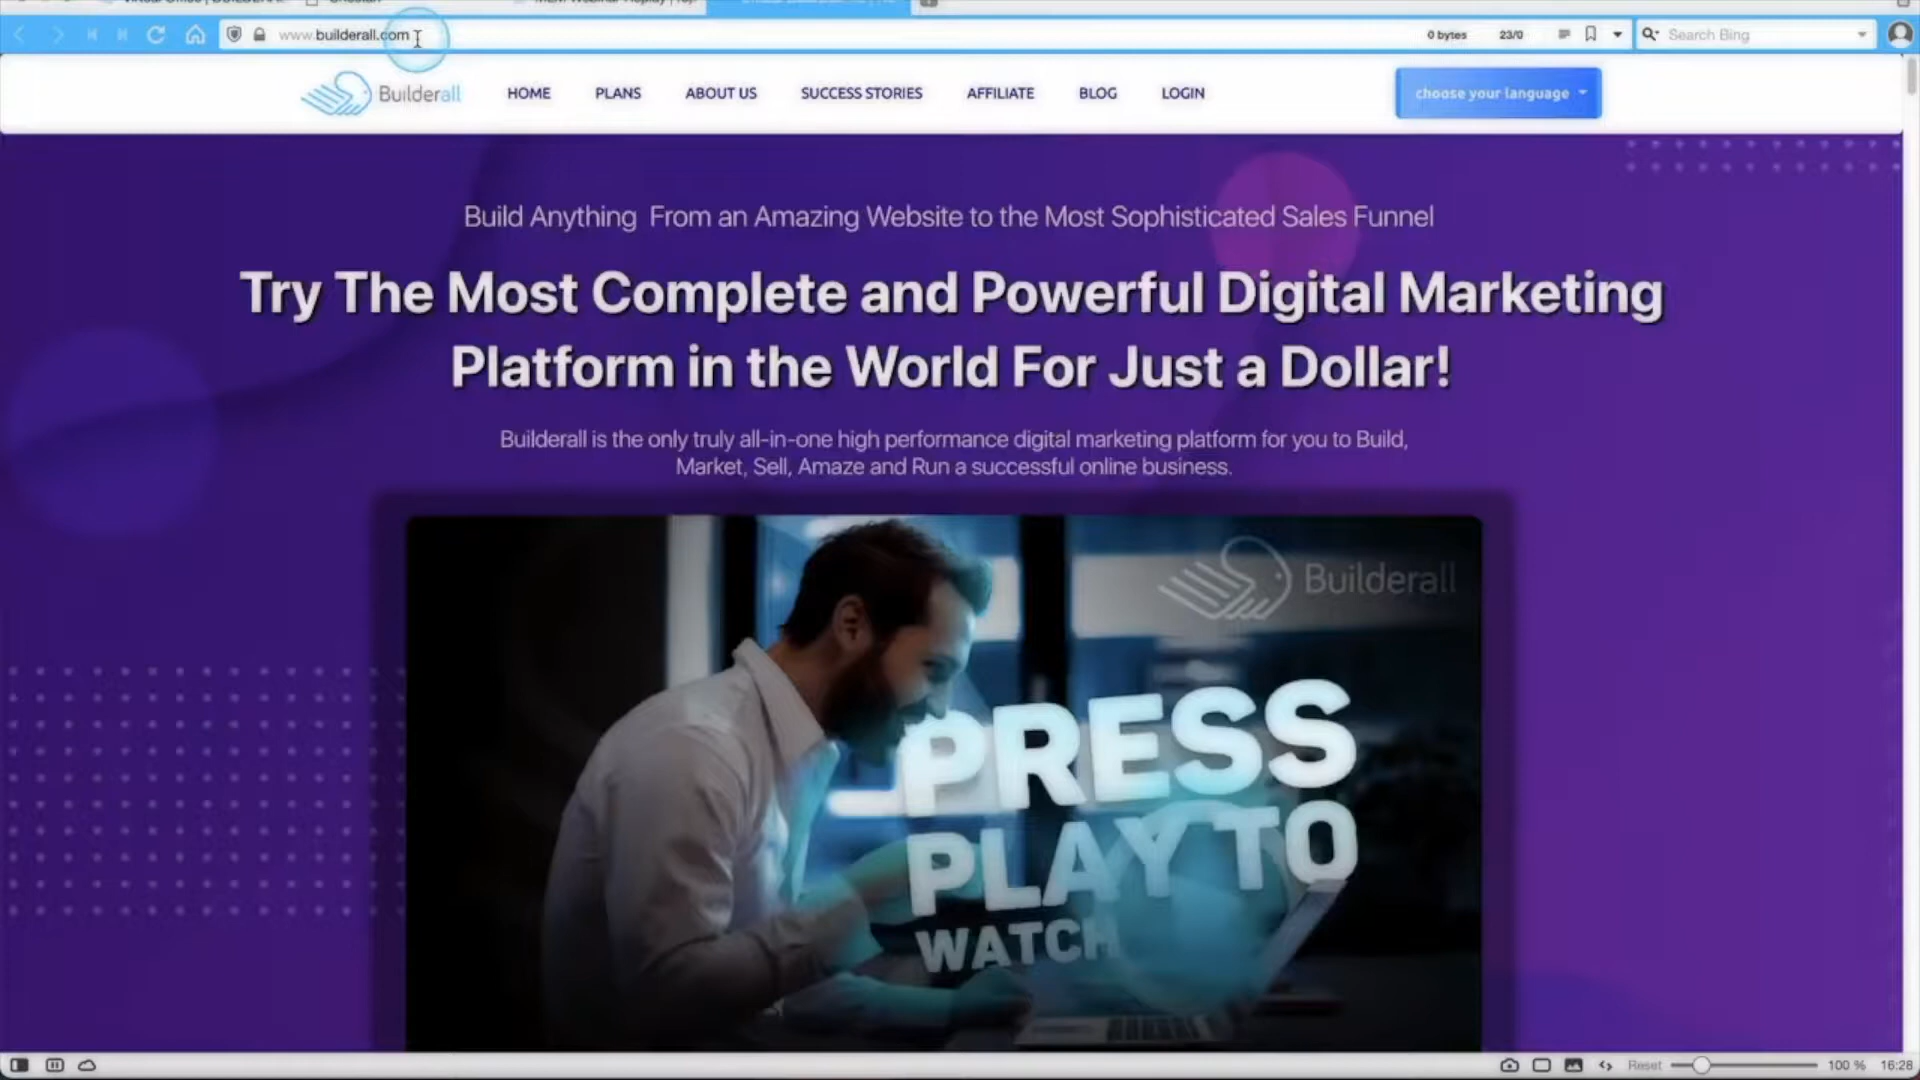 www.builderall.com
0 bytes
23/0
Search Bing
Builderall
HOME
PLANS
ABOUT US
SUCCESS STORIES
AFFILIATE
BLOG
LOGIN
choose your language
Build Anything From an Amazing Website to the Most Sophisticated Sales Funnel
Try The Most Complete and Powerful Digital Marketing
Platform in the World For Just a Dollar!
Builderall is the only truly all-in-one high performance digital marketing platform for you to Build,
Market, Sell, Amaze and Run a successful online business.
Builderall
PRESS
PLAY TO
WATCH
Reset
100 %
16:28